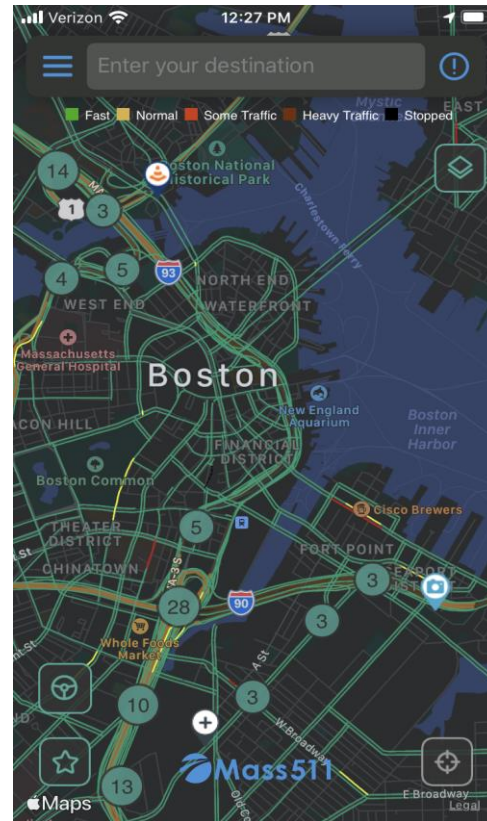 Verizon 12:27 PM
Enter your destination
Fast Normal Some Traffic Heavy Traffic Stopped
Mystic
EAST
Boston National
Historical Park
14
1
3
Charlestown Ferry
4
5
93
NORTH END
WEST END
WATERFRONT
Massachusetts
General Hospital
Boston
New England
Aquarium
Boston
Inner
Harbor
FINANCIAL
DISTRICT
Boston Common
Cisco Brewers
THEATER
DISTRICT
5
FORT POINT
CHINATOWN
3
28
90
3
Whole Foods
Market
A St
10
3
W Broadway
Mass511
13
E Broadway
Maps
Legal